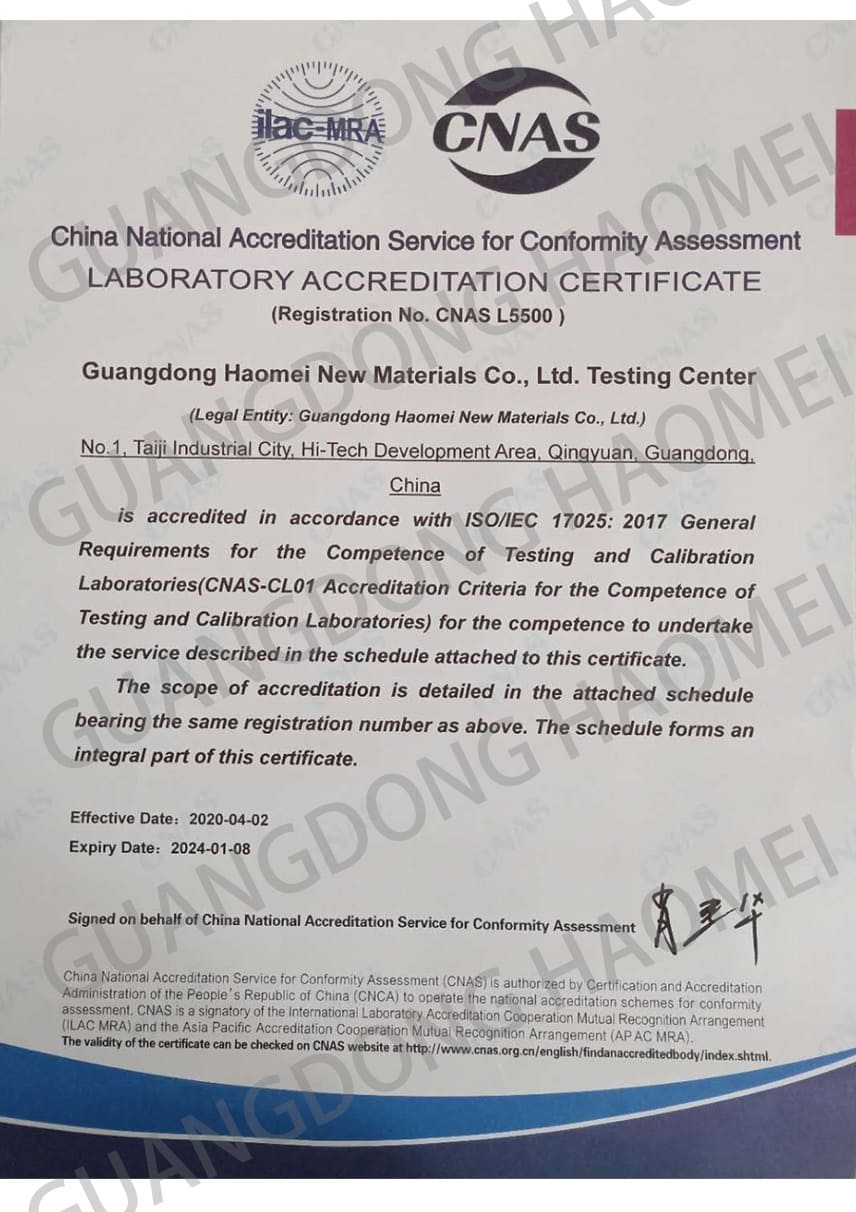 ilac-MRA
CNAS
China National Accreditation Service for Conformity Assessment
LABORATORY ACCREDITATION CERTIFICATE
(Registration No. CNAS L5500 )
Guangdong Haomei New Materials Co., Ltd. Testing Center
(Legal Entity: Guangdong Haomei New Materials Co., Ltd.)
No.1, Taiji Industrial City, Hi-Tech Development Area, Qingyuan, Guangdong,
China
is accredited in accordance with ISO/IEC 17025: 2017 General
Requirements for the Competence of Testing and Calibration
Laboratories(CNAS-CL01 Accreditation Criteria for the Competence of
Testing and Calibration Laboratories) for the competence to undertake
the service described in the schedule attached to this certificate.
The scope of accreditation is detailed in the attached schedule
bearing the same registration number as above. The schedule forms an
integral part of this certificate.
Effective Date: 2020-04-02
Expiry Date: 2024-01-08
Signed on behalf of China National Accreditation Service for Conformity Assessment
China National Accreditation Service for Conformity Assessment (CNAS) is authorized by Certification and Accreditation
Administration of the People's Republic of China (CNCA) to operate the national accreditation schemes for conformity
assessment. CNAS is a signatory of the International Laboratory Accreditation Cooperation Mutual Recognition Arrangement
(ILAC MRA) and the Asia Pacific Accreditation Cooperation Mutual Recognition Arrangement (APAC MRA).
The validity of the certificate can be checked on CNAS website at http://www.cnas.org.cn/english/findanaccreditedbody/index.shtml.
GUANGDONG HAOMEI
GUANGDONG HAOMEI
GUANGDONG HAOMEI
GUANGDONG HAOMEI
GUANGDONG HAOMEI